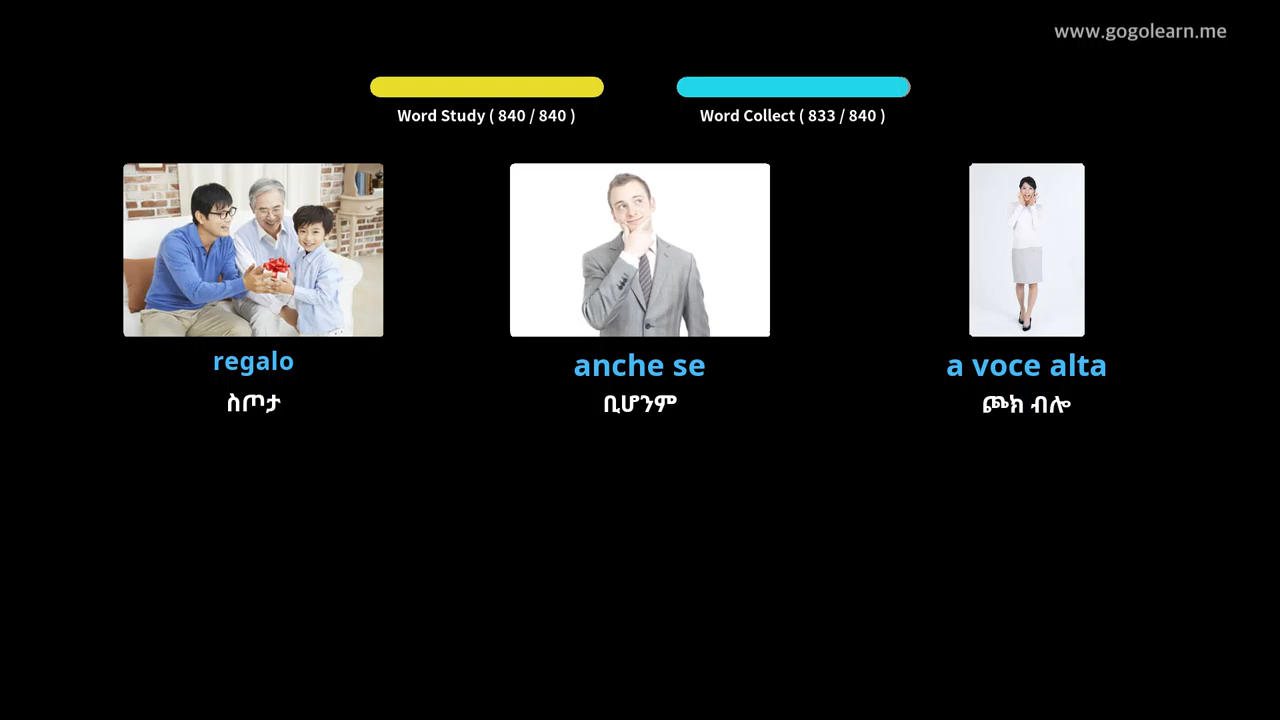 www.gogolearn.me
Word Study ( 840 / 840 )
Word Collect ( 833 / 840 )
regalo
anche se
a voce alta
ስጦታ
ቢሆንም
ጮክ ብሎ